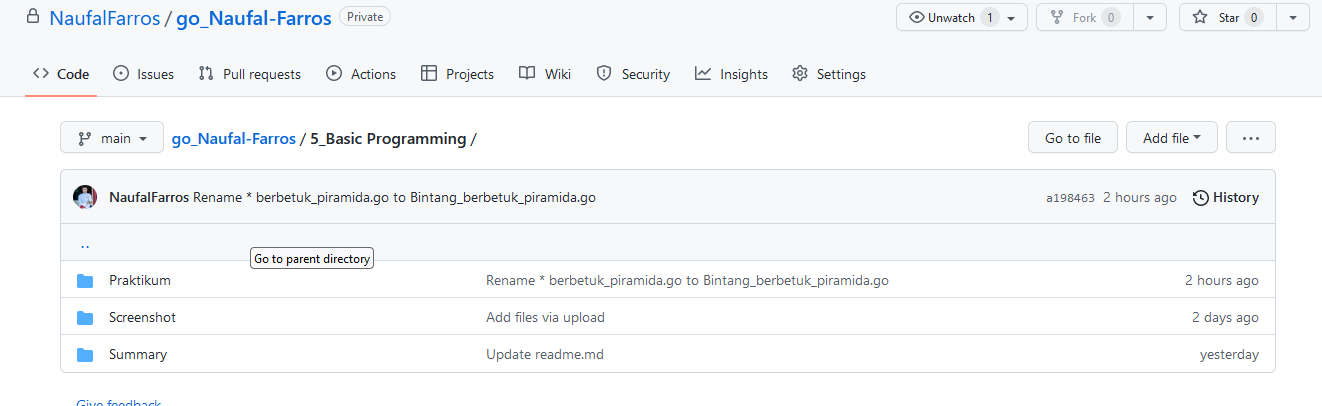 NaufalFarros / go_Naufal-Farros Private Unwatch 1 Fork 0 Star 0
Code Issues Pull requests Actions Projects Wiki Security Insights Settings
main go_Naufal-Farros / 5_Basic Programming / Go to file Add file ...
NaufalFarros Rename * berbetuk_piramida.go to Bintang_berbetuk_piramida.go a198463 2 hours ago History
..
Go to parent directory
Praktikum Rename * berbetuk_piramida.go to Bintang_berbetuk_piramida.go 2 hours ago
Screenshot Add files via upload 2 days ago
Summary Update readme.md yesterday
Give feedback